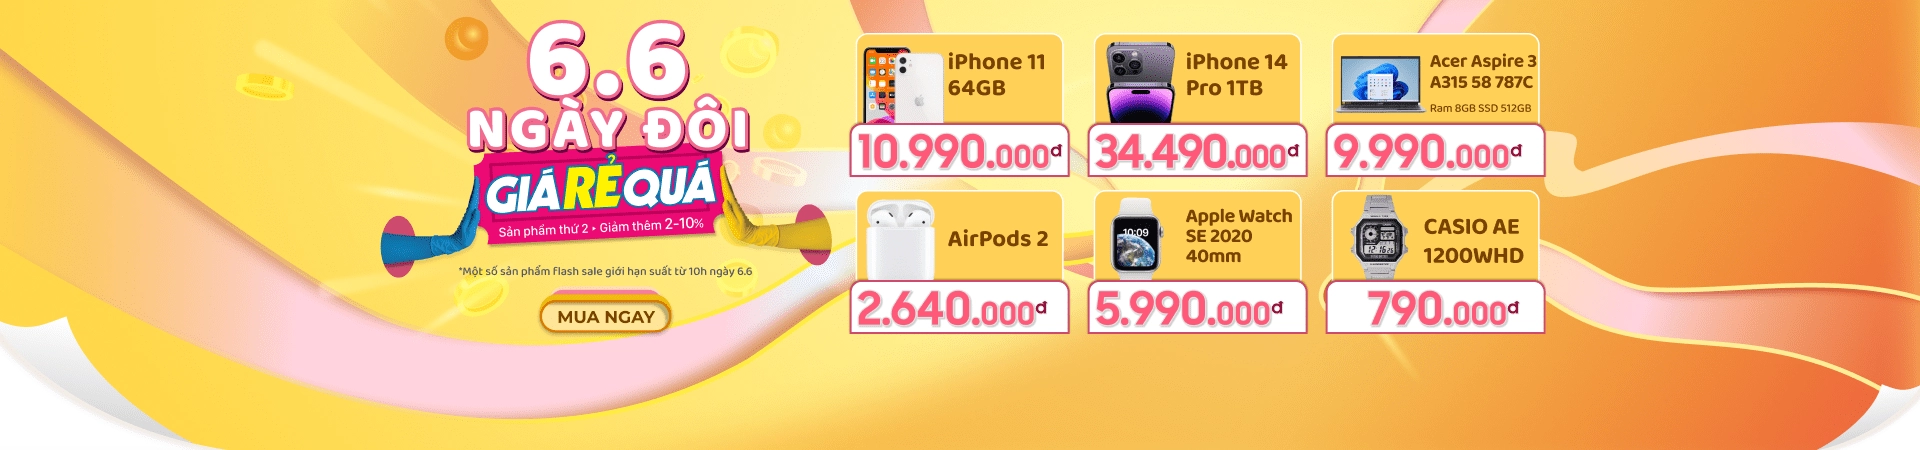 6.6
NGÀY ĐÔI
GIÁ RẺ QUÁ
Sản phẩm thứ 2 ‣ Giảm thêm 2-10%
*Một số sản phẩm flash sale giới hạn suất từ 10h ngày 6.6
MUA NGAY
iPhone 11
64GB
10.990.000đ
iPhone 14
Pro 1TB
34.490.000đ
Acer Aspire 3
A315 58 787C
Ram 8GB SSD 512GB
9.990.000đ
AirPods 2
2.640.000đ
10:09
Apple Watch
SE 2020
40mm
5.990.000đ
CASIO AE
1200WHD
790.000đ